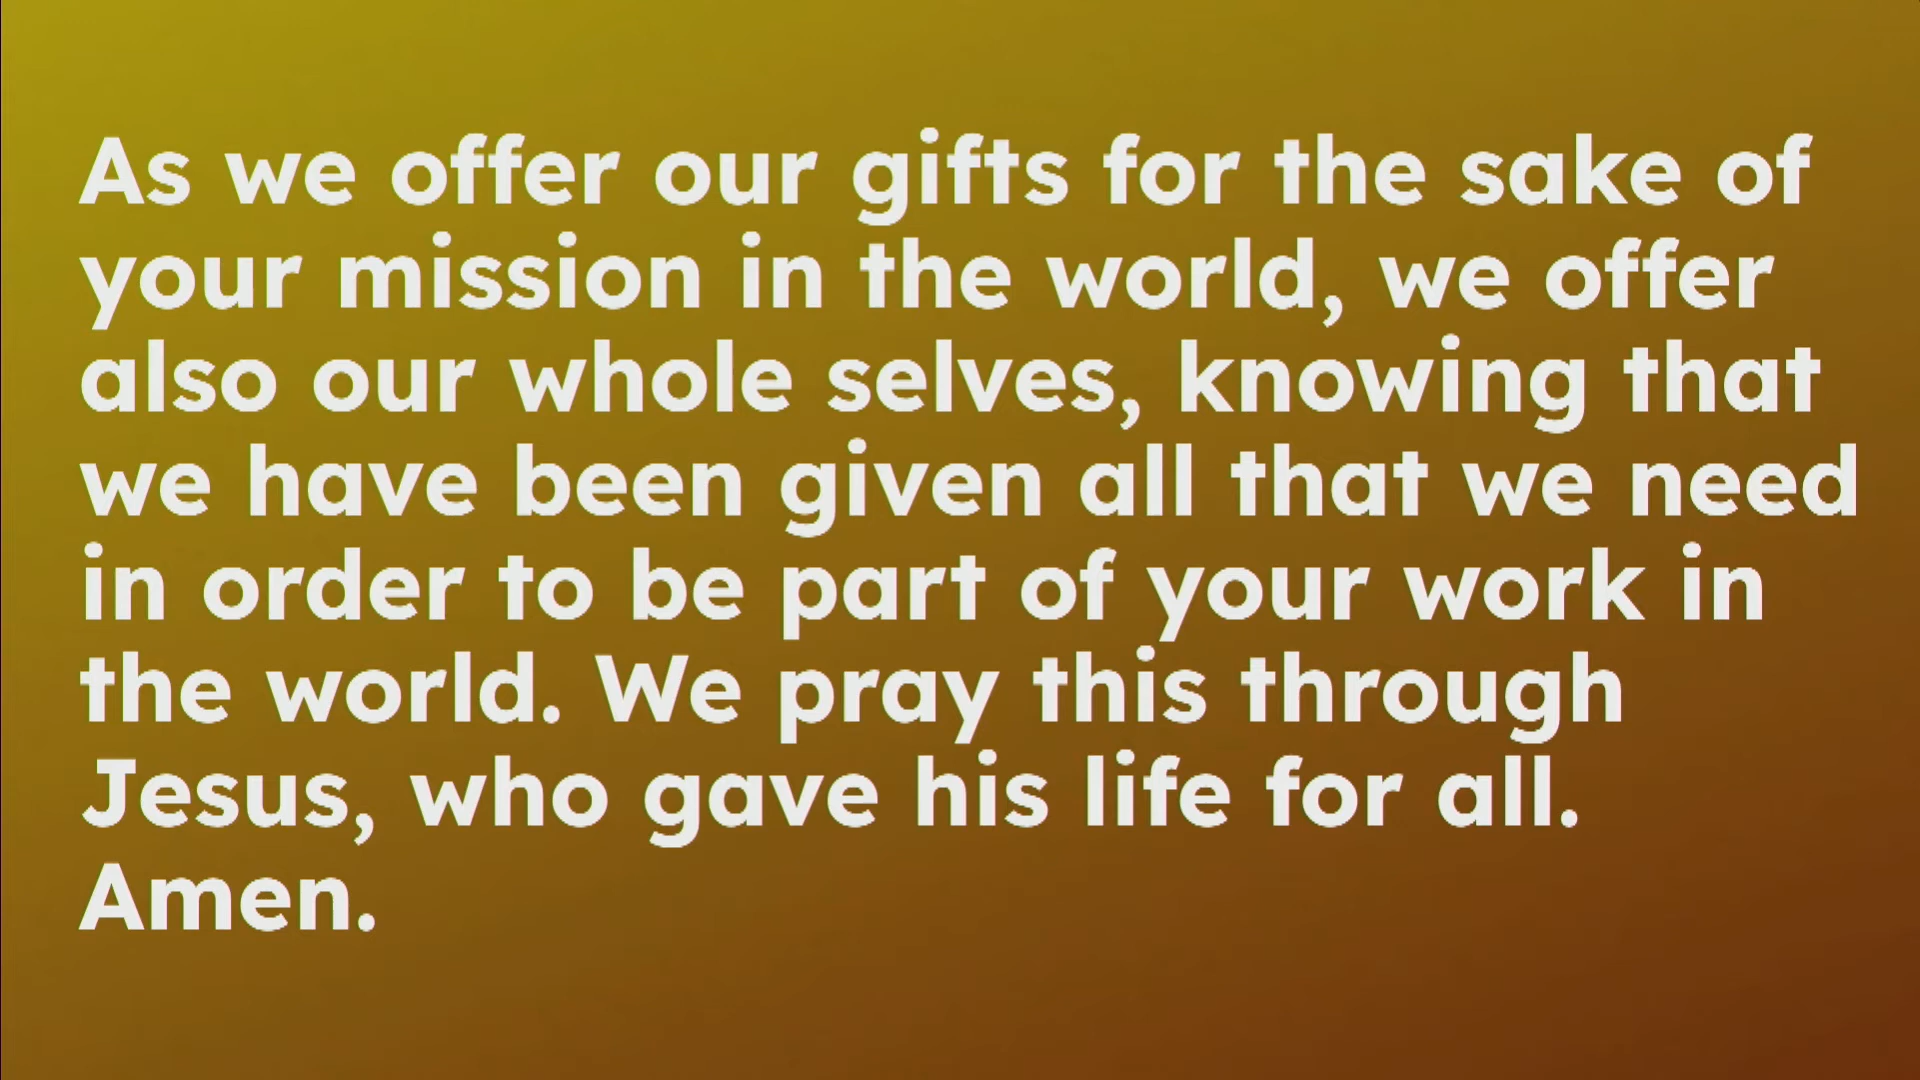 As we offer our gifts for the sake of
your mission in the world, we offer
also our whole selves, knowing that
we have been given all that we need
in order to be part of your work in
the world. We pray this through
Jesus, who gave his life for all.
Amen.